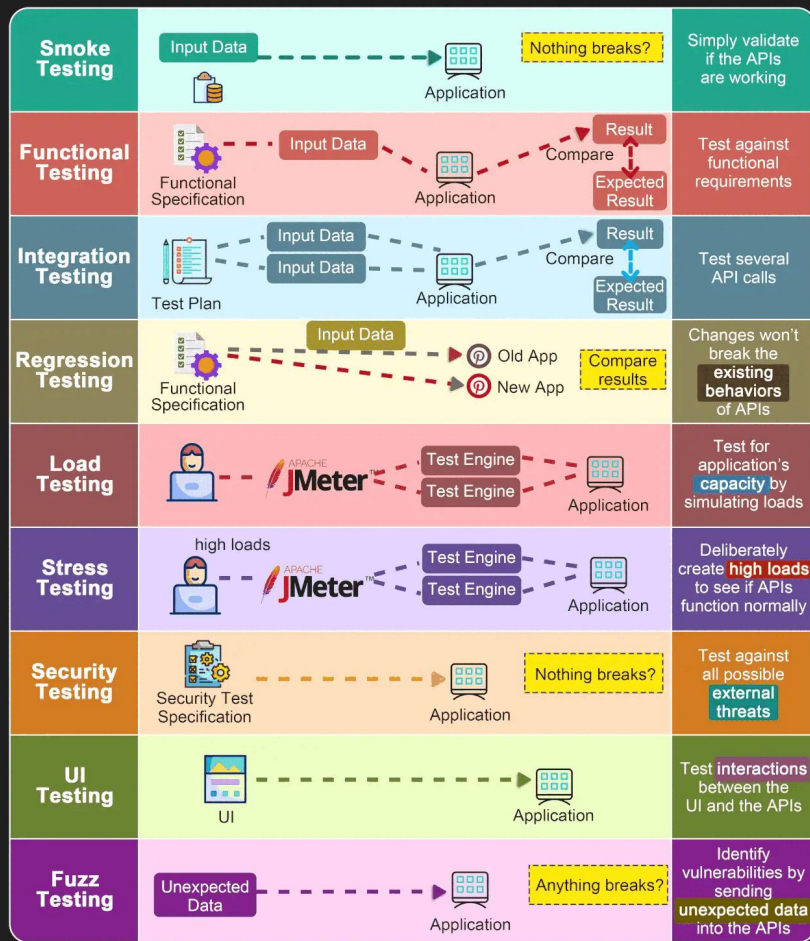 Smoke
Testing
Input Data
Application
Nothing breaks?
Simply validate
if the APIs
are working
Functional
Testing
Functional
Specification
Input Data
Application
Compare
Result
Expected
Result
Test against
functional
requirements
Integration
Testing
Test Plan
Input Data
Input Data
Application
Compare
Result
Expected
Result
Test several
API calls
Regression
Testing
Functional
Specification
Input Data
Old App
New App
Compare
results
Changes won't
break the
existing
behaviors
of APIs
Load
Testing
APACHE
JMeter™
Test Engine
Test Engine
Application
Test for
application's
capacity by
simulating loads
Stress
Testing
high loads
APACHE
JMeter™
Test Engine
Test Engine
Application
Deliberately
create high loads
to see if APIs
function normally
Security
Testing
Security Test
Specification
Application
Nothing breaks?
Test against
all possible
external
threats
UI
Testing
UI
Application
Test interactions
between the
UI and the APIs
Fuzz
Testing
Unexpected
Data
Application
Anything breaks?
Identify
vulnerabilities by
sending
unexpected data
into the APIs